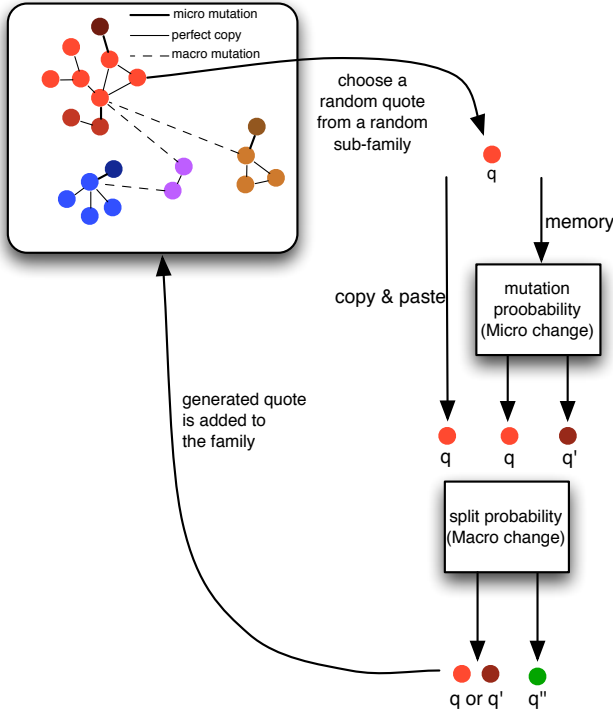 micro mutation
perfect copy
macro mutation
choose a
random quote
from a random
sub-family
q
memory
copy & paste
mutation
proobability
(Micro change)
generated quote
is added to
the family
q
q
q'
split probability
(Macro change)
q or q'
q''